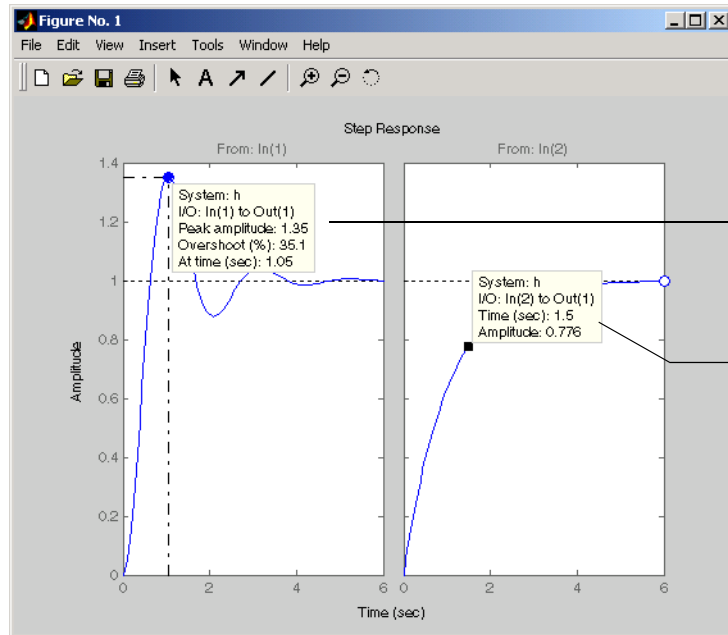 Figure No. 1
File Edit View Insert Tools Window Help
A
Step Response
From: In(1)
From: In(2)
1.4
1.2
1
0.8
0.6
0.4
0.2
0
Amplitude
System: h
I/O: In(1) to Out(1)
Peak amplitude: 1.35
Overshoot (%): 35.1
At time (sec): 1.05
System: h
I/O: In(2) to Out(1)
Time (sec): 1.5
Amplitude: 0.776
0 2 4 6 0 2 4 6
Time (sec)